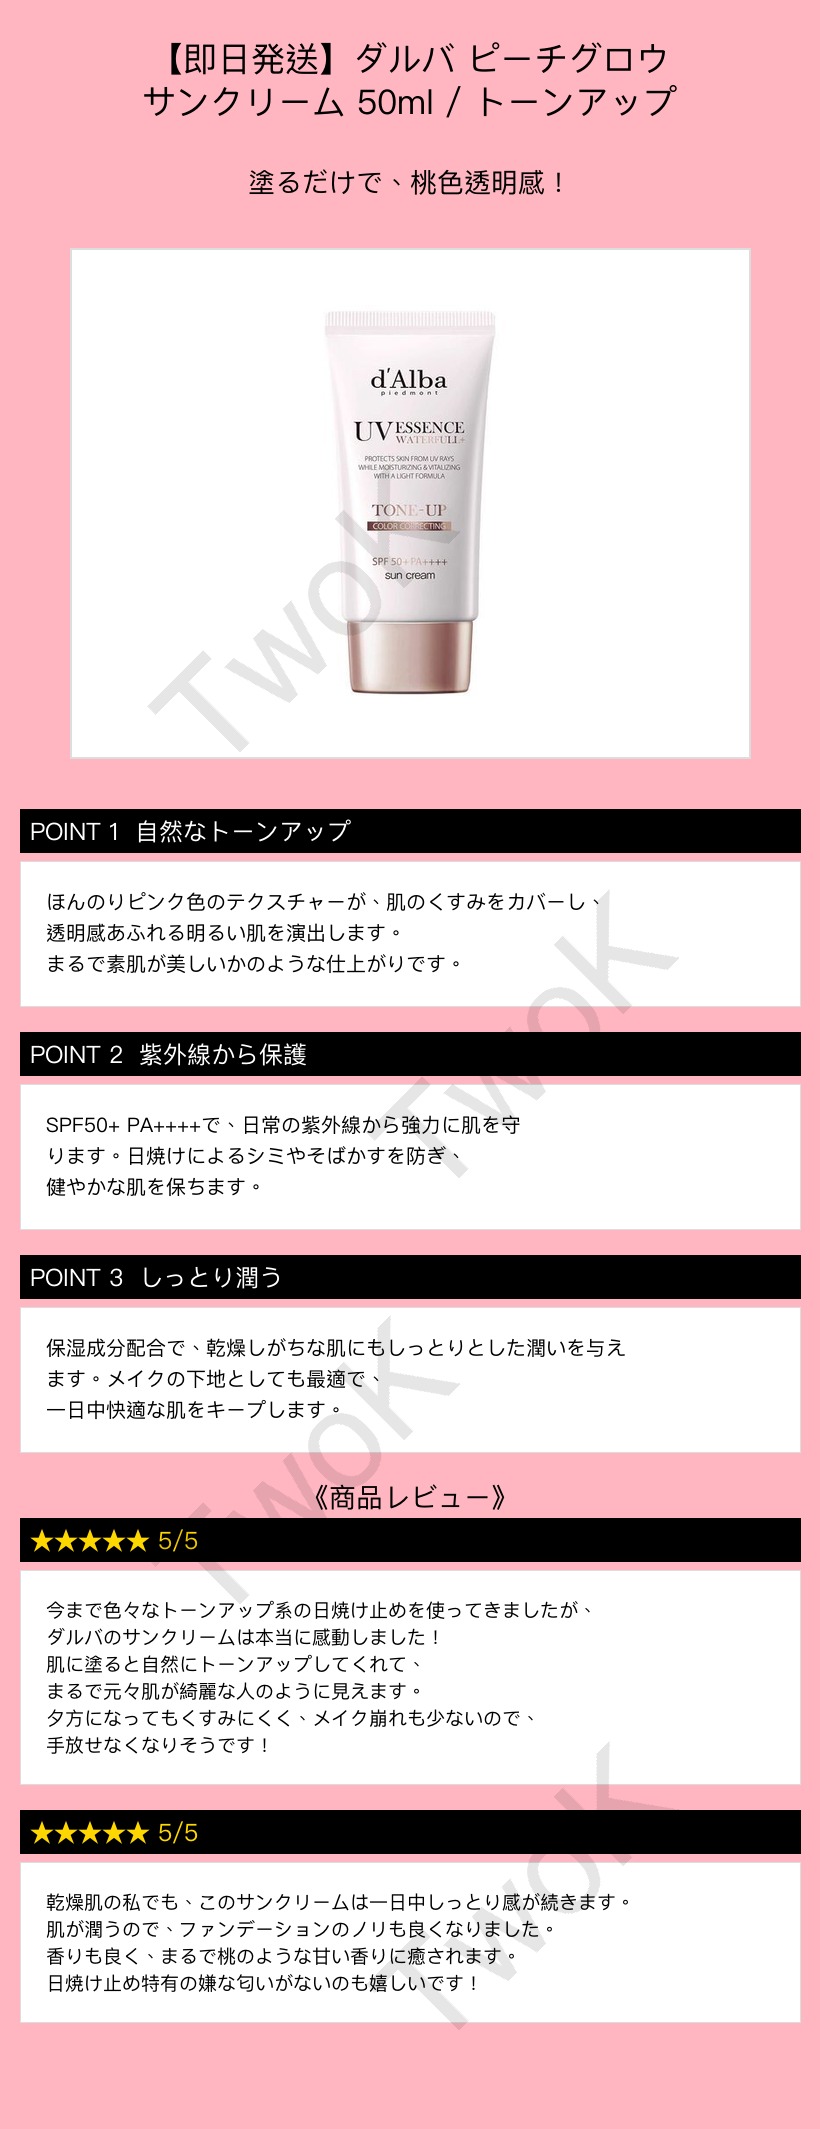 【即日発送】ダルバ ピーチグロウ
サンクリーム 50ml / トーンアップ
塗るだけで、桃色透明感！
d'Alba
piedmont
UV ESSENCE
WATERFULL+
PROTECTS SKIN FROM UV RAYS
WHILE MOISTURIZING & VITALIZING
WITH A LIGHT FORMULA
TONE-UP
COLOR CORRECTING
SPF 50+ PA++++
sun cream
TwoK
POINT 1 自然なトーンアップ
ほんのりピンク色のテクスチャーが、肌のくすみをカバーし、
透明感あふれる明るい肌を演出します。
まるで素肌が美しいかのような仕上がりです。
TwoK
POINT 2 紫外線から保護
SPF50+ PA++++で、日常の紫外線から強力に肌を守
ります。日焼けによるシミやそばかすを防ぎ、
健やかな肌を保ちます。
POINT 3 しっとり潤う
保湿成分配合で、乾燥しがちな肌にもしっとりとした潤いを与え
ます。メイクの下地としても最適で、
一日中快適な肌をキープします。
TwoK
《商品レビュー》
★★★★★ 5/5
今まで色々なトーンアップ系の日焼け止めを使ってきましたが、
ダルバのサンクリームは本当に感動しました！
肌に塗ると自然にトーンアップしてくれて、
まるで元々肌が綺麗な人のように見えます。
夕方になってもくすみにくく、メイク崩れも少ないので、
手放せなくなりそうです！
★★★★★ 5/5
乾燥肌の私でも、このサンクリームは一日中しっとり感が続きます。
肌が潤うので、ファンデーションのノリも良くなりました。
香りも良く、まるで桃のような甘い香りに癒されます。
日焼け止め特有の嫌な匂いがないのも嬉しいです！
TwoK